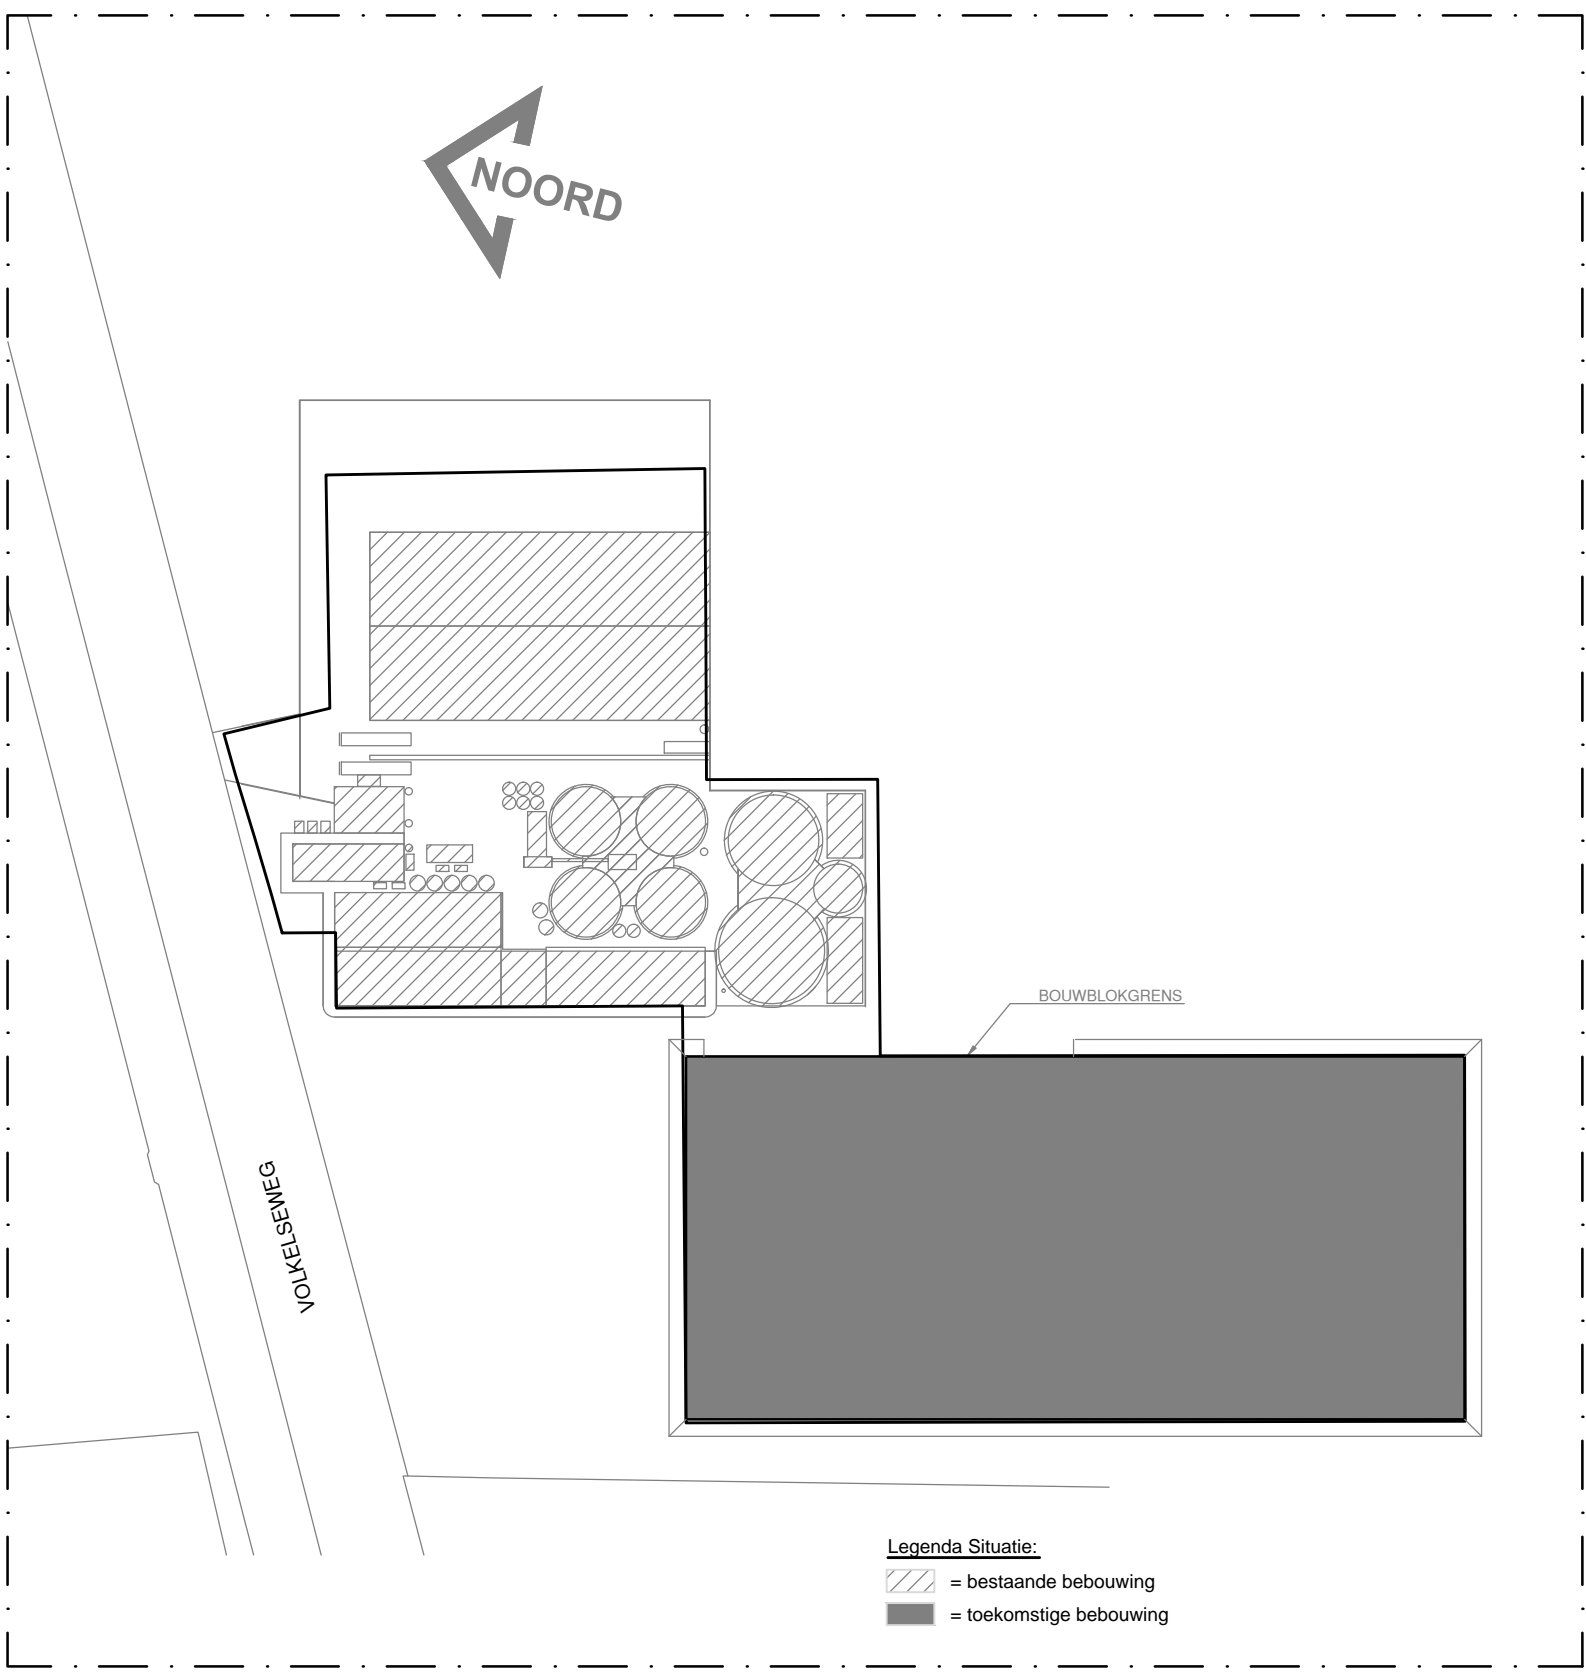 NOORD
BOUWBLOKGRENS
VOLKELSEWEG
Legenda Situatie:
= bestaande bebouwing
= toekomstige bebouwing